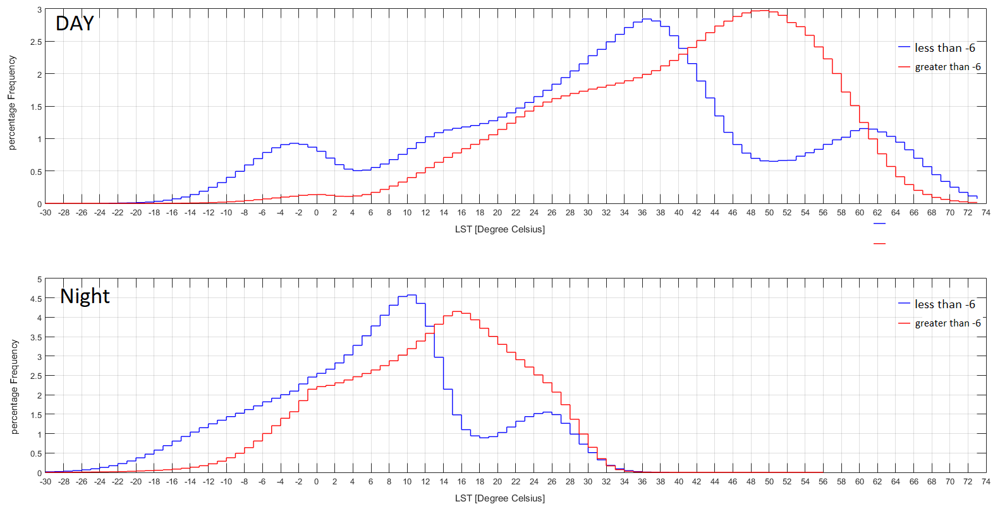 DAY
3
2.5
2
1.5
1
0.5
0
percentage Frequency
less than -6
greater than -6
-30 -28 -26 -24 -22 -20 -18 -16 -14 -12 -10 -8 -6 -4 -2 0 2 4 6 8 10 12 14 16 18 20 22 24 26 28 30 32 34 36 38 40 42 44 46 48 50 52 54 56 58 60 62 64 66 68 70 72 74
LST [Degree Celsius]
Night
5
4.5
4
3.5
3
2.5
2
1.5
1
0.5
0
percentage Frequency
less than -6
greater than -6
-30 -28 -26 -24 -22 -20 -18 -16 -14 -12 -10 -8 -6 -4 -2 0 2 4 6 8 10 12 14 16 18 20 22 24 26 28 30 32 34 36 38 40 42 44 46 48 50 52 54 56 58 60 62 64 66 68 70 72 74
LST [Degree Celsius]